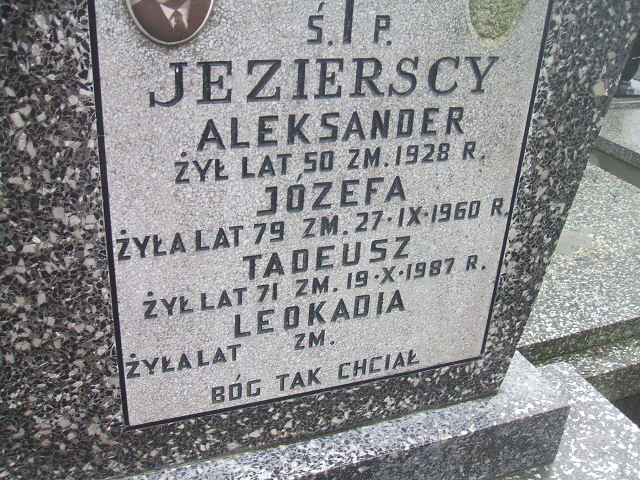 Ś. P.
JEZIERSCY
ALEKSANDER
ŻYŁ LAT 50 ZM. 1928 R.
JÓZEFA
ŻYŁA LAT 79 ZM. 27·IX·1960 R.
TADEUSZ
ŻYŁ LAT 71 ZM. 19·X·1987 R.
LEOKADIA
ŻYŁA LAT ZM.
BÓG TAK CHCIAŁ